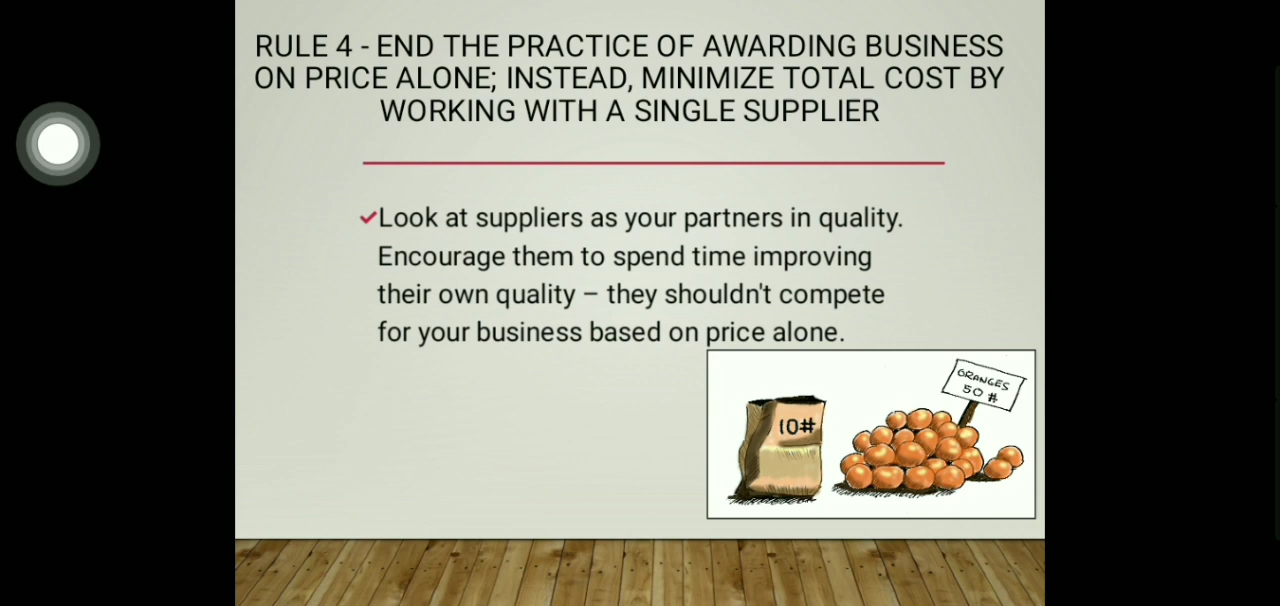 RULE 4 - END THE PRACTICE OF AWARDING BUSINESS
ON PRICE ALONE; INSTEAD, MINIMIZE TOTAL COST BY
WORKING WITH A SINGLE SUPPLIER
✓Look at suppliers as your partners in quality.
Encourage them to spend time improving
their own quality – they shouldn't compete
for your business based on price alone.
ORANGES
50 #
10#